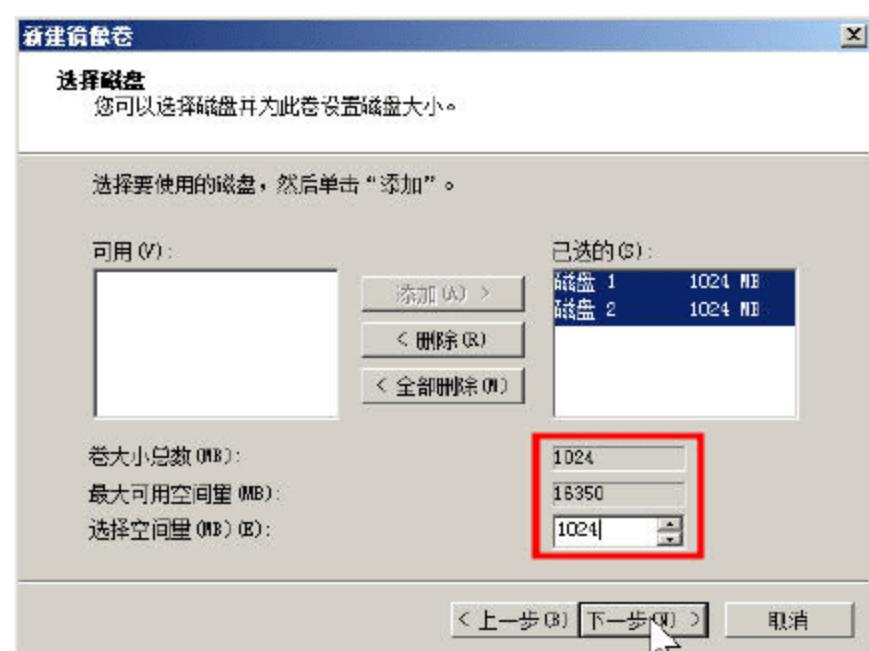 新建镜像卷
选择磁盘
您可以选择磁盘并为此卷设置磁盘大小。
选择要使用的磁盘，然后单击“添加”。
可用(V):
已选的(S):
添加(A) >
磁盘 1 1024 MB
磁盘 2 1024 MB
< 删除(R)
< 全部删除(M)
卷大小总数(MB): 1024
最大可用空间量(MB): 16350
选择空间量(MB)(E): 1024
< 上一步(B) 下一步(N) > 取消